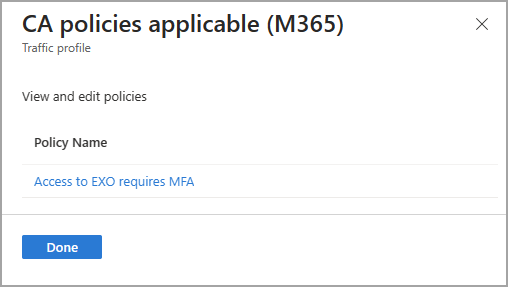 CA policies applicable (M365)
Traffic profile
View and edit policies
Policy Name
Access to EXO requires MFA
Done